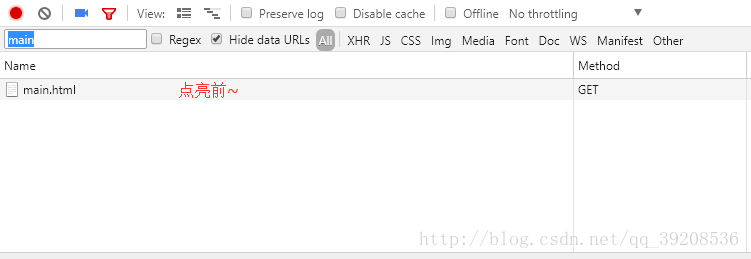 View: Preserve log Disable cache Offline No throttling
main Regex Hide data URLs All XHR JS CSS Img Media Font Doc WS Manifest Other
Name Method
main.html 点亮前~ GET
http://blog.csdn.net/qq_39208536